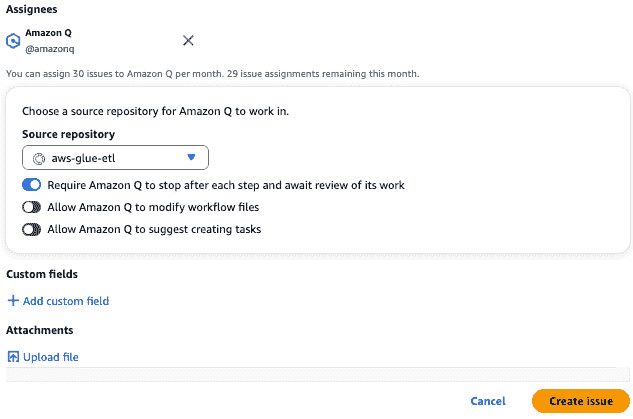 Assignees
Amazon Q
@amazonq
You can assign 30 issues to Amazon Q per month. 29 issue assignments remaining this month.
Choose a source repository for Amazon Q to work in.
Source repository
aws-glue-etl
Require Amazon Q to stop after each step and await review of its work
Allow Amazon Q to modify workflow files
Allow Amazon Q to suggest creating tasks
Custom fields
Add custom field
Attachments
Upload file
Cancel Create issue